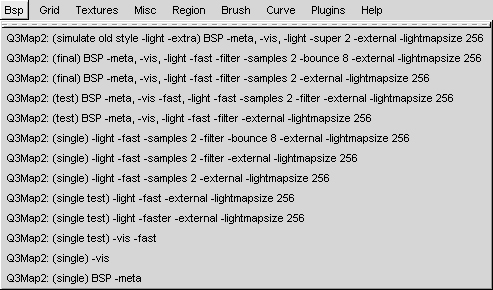 Bsp Grid Textures Misc Region Brush Curve Plugins Help
Q3Map2: (simulate old style -light -extra) BSP -meta, -vis, -light -super 2 -external -lightmapsize 256
Q3Map2: (final) BSP -meta, -vis, -light -fast -filter -samples 2 -bounce 8 -external -lightmapsize 256
Q3Map2: (final) BSP -meta, -vis, -light -fast -filter -samples 2 -external -lightmapsize 256
Q3Map2: (test) BSP -meta, -vis -fast, -light -fast -samples 2 -filter -external -lightmapsize 256
Q3Map2: (test) BSP -meta, -vis, -light -fast -filter -external -lightmapsize 256
Q3Map2: (single) -light -fast -samples 2 -filter -bounce 8 -external -lightmapsize 256
Q3Map2: (single) -light -fast -samples 2 -filter -external -lightmapsize 256
Q3Map2: (single) -light -fast -samples 2 -external -lightmapsize 256
Q3Map2: (single test) -light -fast -external -lightmapsize 256
Q3Map2: (single test) -light -faster -external -lightmapsize 256
Q3Map2: (single test) -vis -fast
Q3Map2: (single) -vis
Q3Map2: (single) BSP -meta